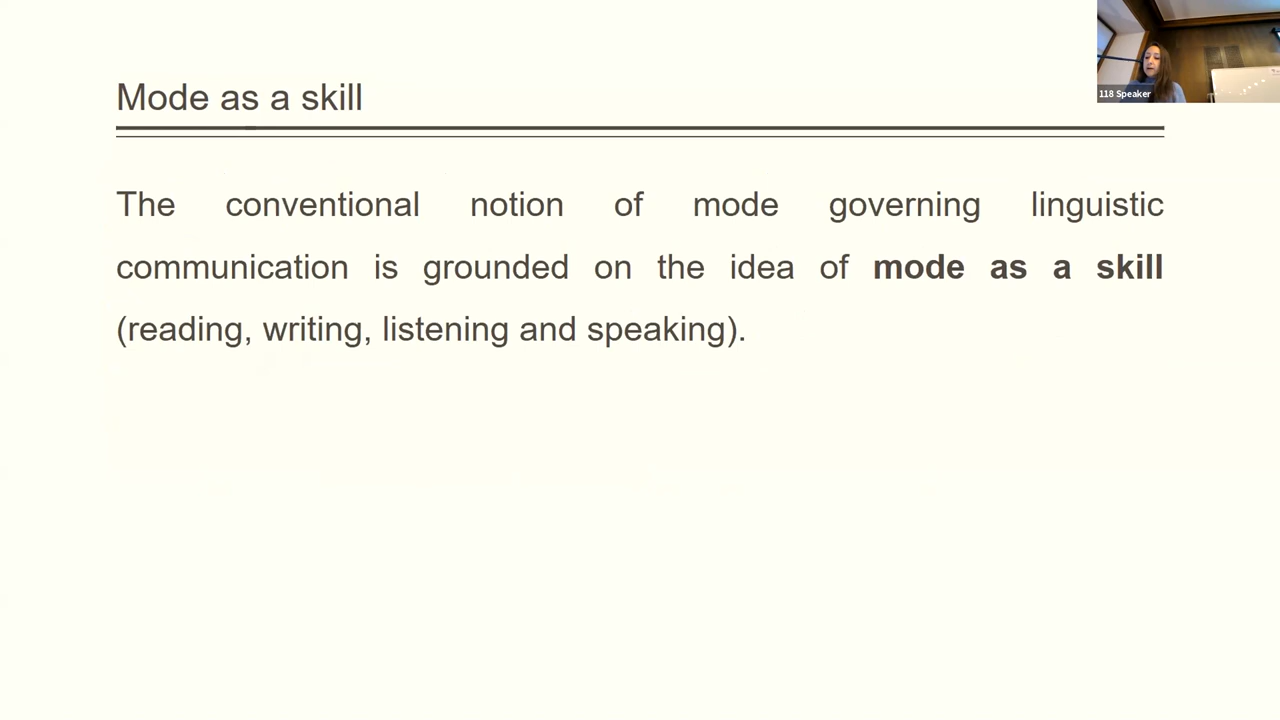 Mode as a skill
The conventional notion of mode governing linguistic
communication is grounded on the idea of mode as a skill
(reading, writing, listening and speaking).
118 Speaker